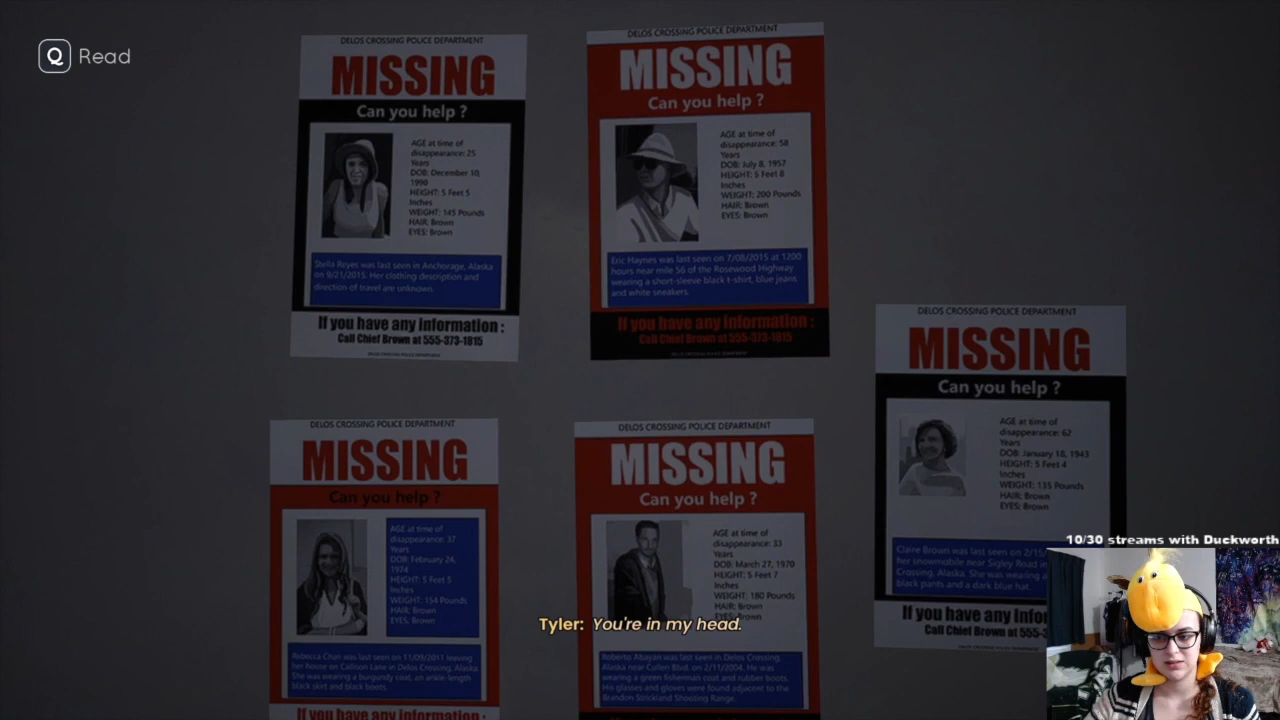 Q Read
DELOS CROSSING POLICE DEPARTMENT
MISSING
Can you help ?
AGE at time of
disappearance: 25
Years
DOB: December 10,
1990
HEIGHT: 5 Feet 5
Inches
WEIGHT: 145 Pounds
HAIR: Brown
EYES: Brown
Stella Reyes was last seen in Anchorage, Alaska
on 9/21/2015. Her clothing description and
direction of travel are unknown.
If you have any information :
Call Chief Brown at 555-373-1815
DELOS CROSSING POLICE DEPARTMENT
DELOS CROSSING POLICE DEPARTMENT
MISSING
Can you help ?
AGE at time of
disappearance: 58
Years
DOB: July 8, 1957
HEIGHT: 5 Feet 8
Inches
WEIGHT: 200 Pounds
HAIR: Brown
EYES: Brown
Eric Haynes was last seen on 7/08/2015 at 1200
hours near mile 56 of the Rosewood Highway
wearing a short-sleeve black t-shirt, blue jeans
and white sneakers.
If you have any information :
Call Chief Brown at 555-373-1815
DELOS CROSSING POLICE DEPARTMENT
DELOS CROSSING POLICE DEPARTMENT
MISSING
Can you help ?
AGE at time of
disappearance: 62
Years
DOB: January 18, 1943
HEIGHT: 5 Feet 4
Inches
WEIGHT: 135 Pounds
HAIR: Brown
EYES: Brown
Claire Brown was last seen on 2/15
her snowmobile near Sigley Road in
Crossing, Alaska. She was wearing a
black pants and a dark blue hat.
If you have any info
Call Chief Brown at 555-3
DELOS CROSSING POLICE DEPARTMENT
MISSING
Can you help ?
AGE at time of
disappearance: 37
Years
DOB: February 24,
1974
HEIGHT: 5 Feet 5
Inches
WEIGHT: 154 Pounds
HAIR: Brown
EYES: Brown
Rebecca Chan was last seen on 11/09/2011 leaving
her house on Callison Lane in Delos Crossing, Alaska.
She was wearing a burgundy coat, an ankle-length
black skirt and black boots.
If you have any information :
DELOS CROSSING POLICE DEPARTMENT
MISSING
Can you help ?
AGE at time of
disappearance: 33
Years
DOB: March 27, 1970
HEIGHT: 5 Feet 7
Inches
WEIGHT: 180 Pounds
HAIR: Brown
EYES: Brown
Roberto Abayan was last seen in Delos Crossing,
Alaska near Cullen Blvd. on 2/11/2004. He was
wearing a green fisherman coat and rubber boots.
His glasses and gloves were found adjacent to the
Brandon Strickland Shooting Range.
Tyler: You're in my head.
10/30 streams with Duckworth